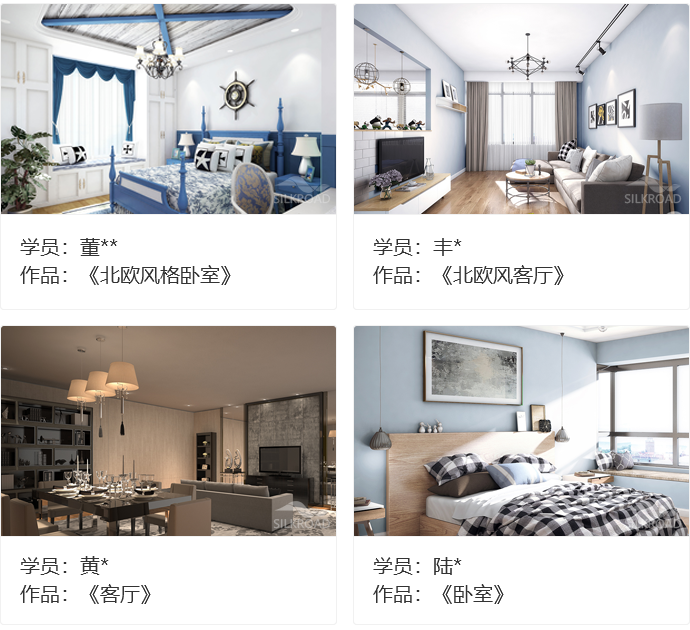 SILKROAD
SILKROAD
学员：董**
作品：《北欧风格卧室》
学员：丰*
作品：《北欧风客厅》
SILKROAD
SILKROAD
学员：黄*
作品：《客厅》
学员：陆*
作品：《卧室》